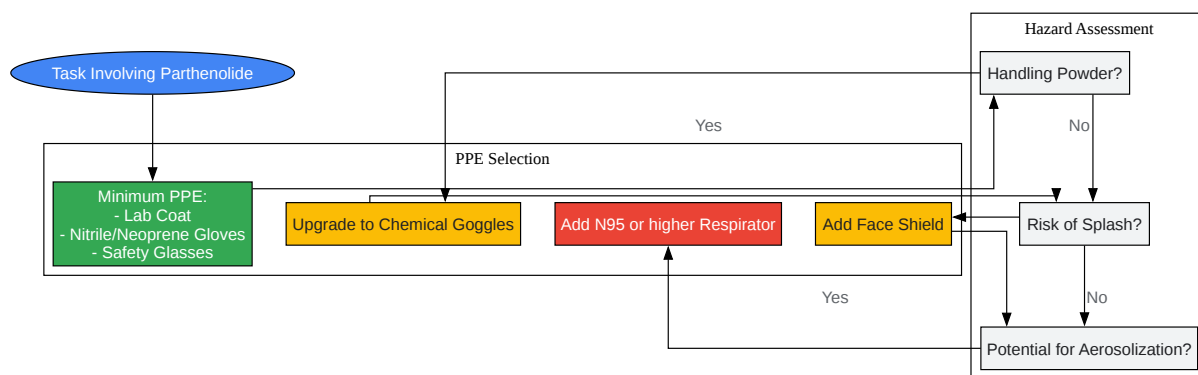 Hazard Assessment
Task Involving Parthenolide
Handling Powder?
Yes
No
PPE Selection
Minimum PPE:
- Lab Coat
- Nitrile/Neoprene Gloves
- Safety Glasses
Upgrade to Chemical Goggles
Add N95 or higher Respirator
Add Face Shield
Risk of Splash?
Yes
No
Potential for Aerosolization?